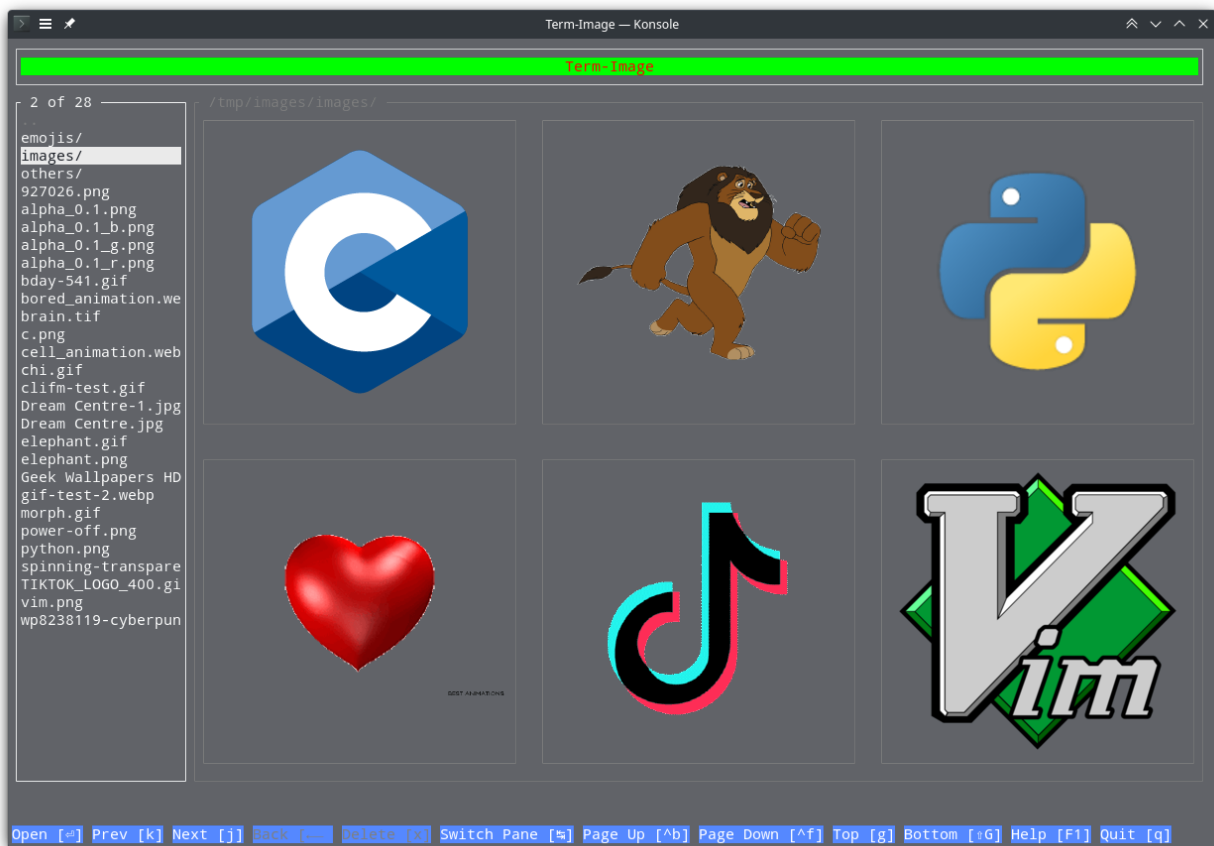 Term-Image — Konsole
Term-Image
2 of 28
/tmp/images/images/
..
emojis/
images/
others/
927026.png
alpha_0.1.png
alpha_0.1_b.png
alpha_0.1_g.png
alpha_0.1_r.png
bday-541.gif
bored_animation.we
brain.tif
c.png
cell_animation.web
chi.gif
clifm-test.gif
Dream Centre-1.jpg
Dream Centre.jpg
elephant.gif
elephant.png
Geek Wallpapers HD
gif-test-2.webp
morph.gif
power-off.png
python.png
spinning-transpare
TIKTOK_LOGO_400.gi
vim.png
wp8238119-cyberpun
C
BEST ANIMATIONS
Vim
Open [⏎] Prev [k] Next [j] Back [← Delete [x] Switch Pane [↹] Page Up [^b] Page Down [^f] Top [g] Bottom [⇧G] Help [F1] Quit [q]